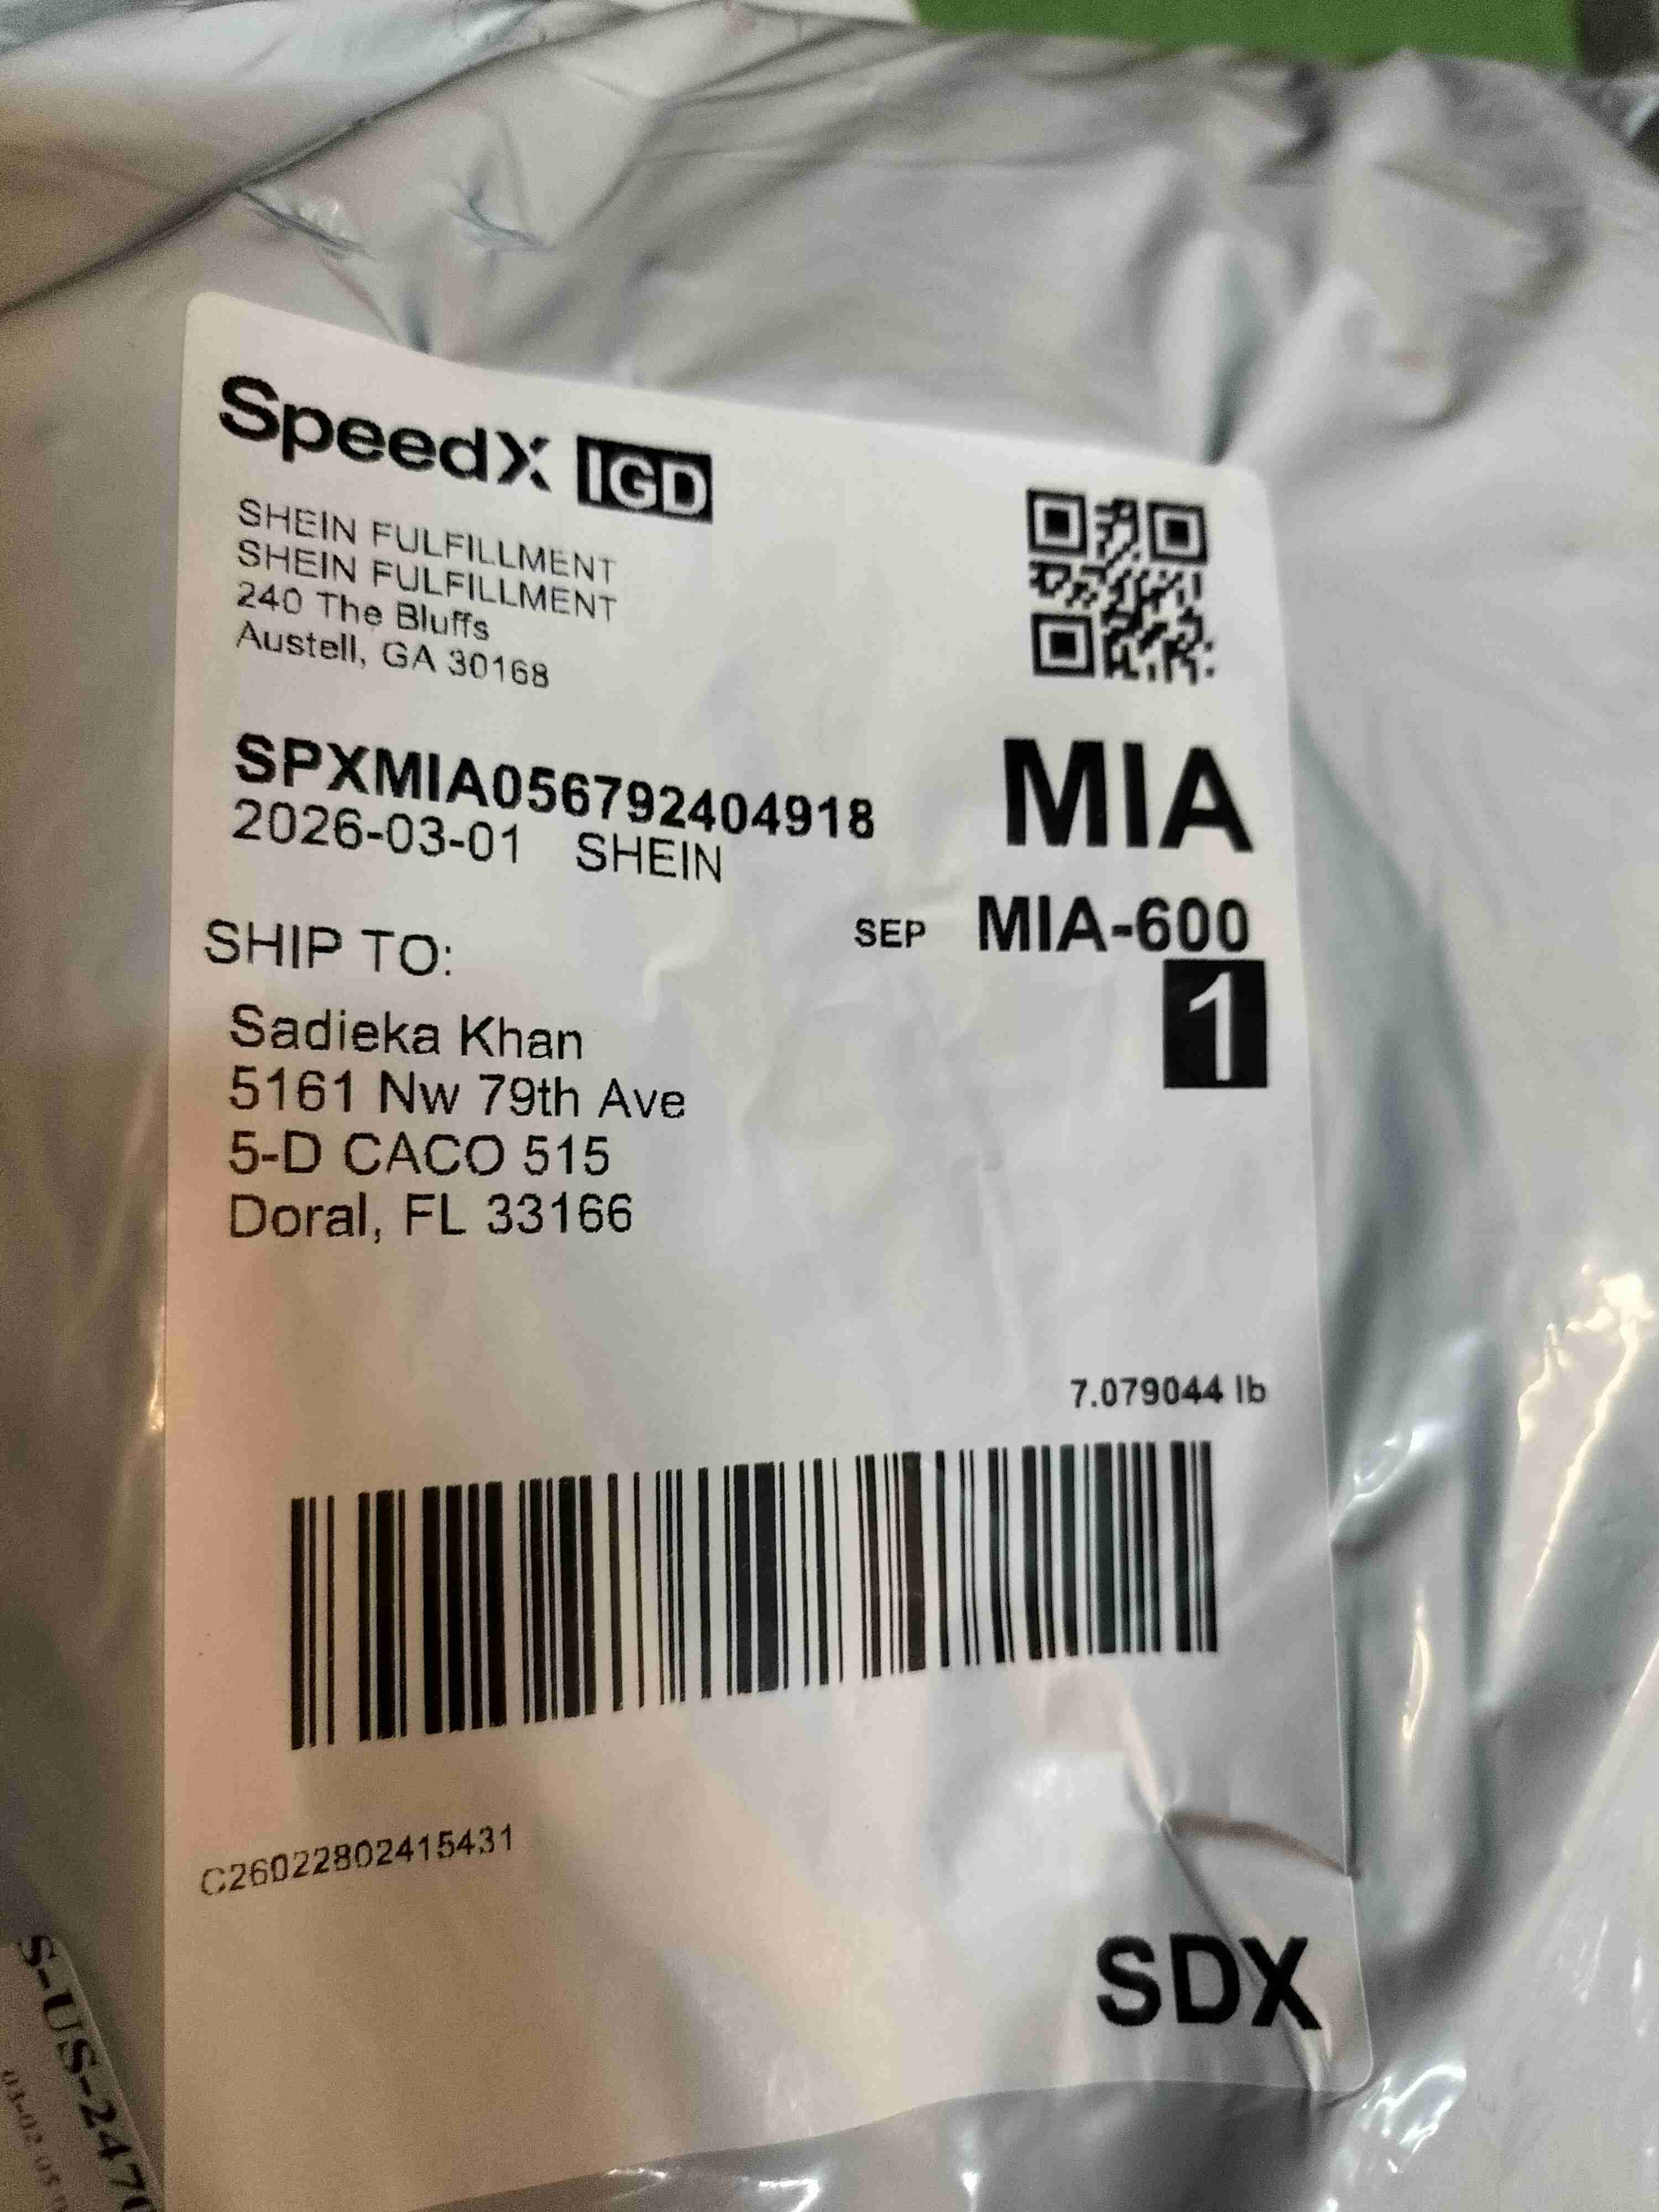 SpeedX IGD
SHEIN FULFILLMENT
SHEIN FULFILLMENT
240 The Bluffs
Austell, GA 30168
SPXMIA056792404918
2026-03-01 SHEIN
MIA
SEP MIA-600
1
SHIP TO:
Sadieka Khan
5161 Nw 79th Ave
5-D CACO 515
Doral, FL 33166
7.079044 lb
C26022802415431
SDX
S-US-247